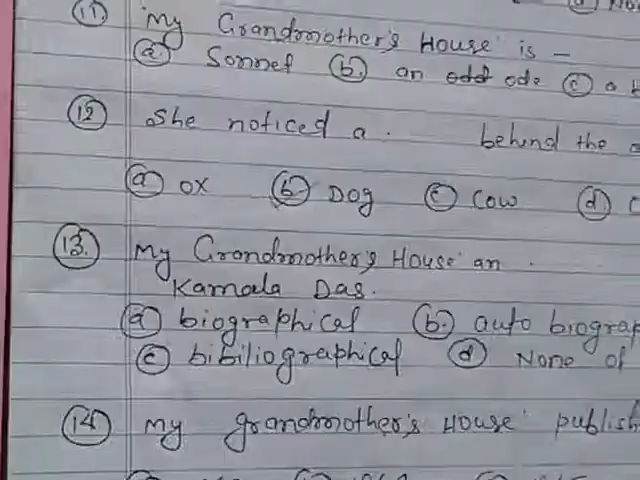 (11) My Grandmother's House is –
(a) Sonnet (b) an ode (c) a
(12) She noticed a . behind the
(a) ox (b) Dog (c) Cow (d)
(13) My Grandmother's House an .
Kamala Das.
(a) biographical (b) auto biograp
(c) bibiliographical (d) None of
(14) My grandmother's House publish